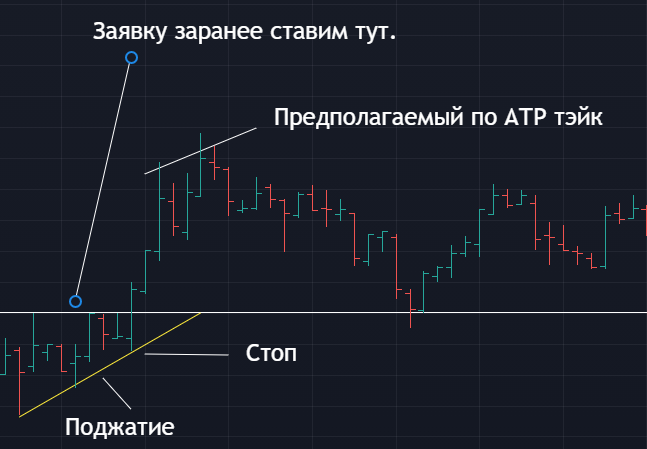 Заявку заранее ставим тут.
Предполагаемый по АТР тэйк
Стоп
Поджатие